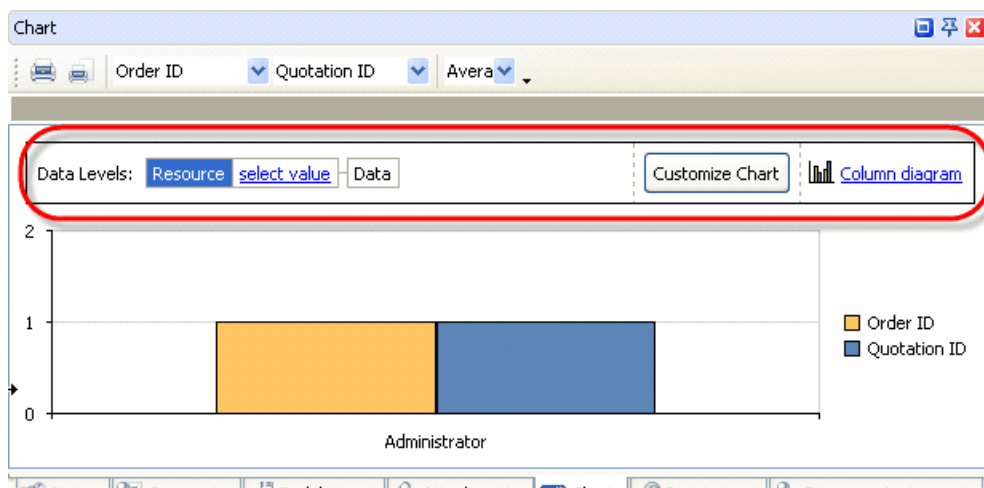 Chart
Order ID Quotation ID Avera
Data Levels: Resource select value Data Customize Chart Column diagram
2
1
0
Order ID
Quotation ID
Administrator